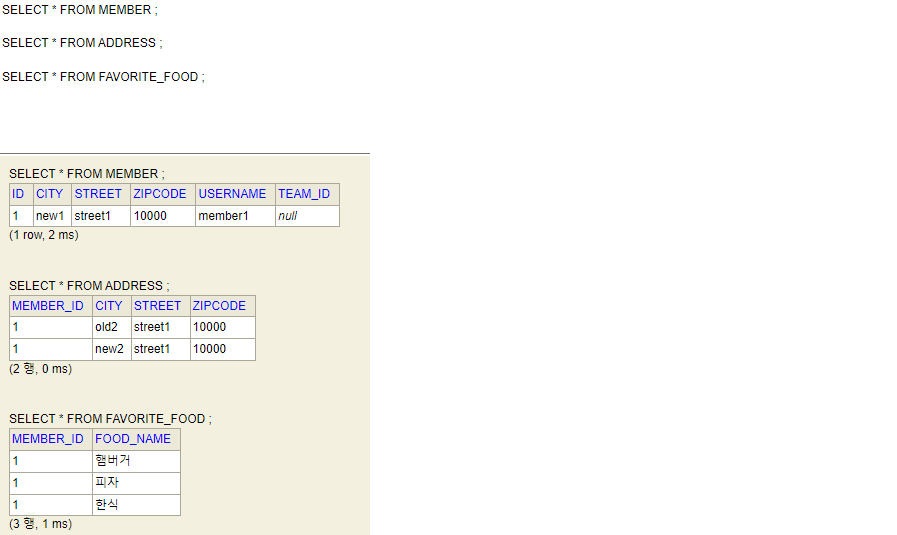 SELECT * FROM MEMBER ;
SELECT * FROM ADDRESS ;
SELECT * FROM FAVORITE_FOOD ;
SELECT * FROM MEMBER ;
ID CITY STREET ZIPCODE USERNAME TEAM_ID
1 new1 street1 10000 member1 null
(1 row, 2 ms)
SELECT * FROM ADDRESS ;
MEMBER_ID CITY STREET ZIPCODE
1 old2 street1 10000
1 new2 street1 10000
(2 행, 0 ms)
SELECT * FROM FAVORITE_FOOD ;
MEMBER_ID FOOD_NAME
1 햄버거
1 피자
1 한식
(3 행, 1 ms)